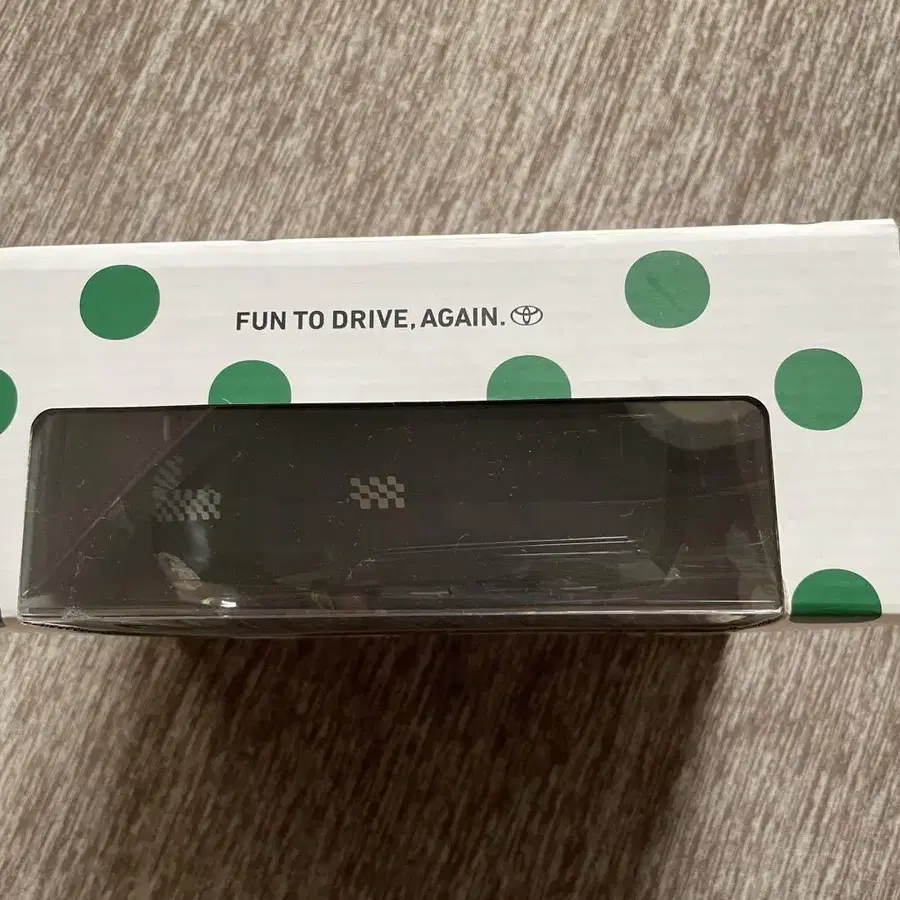 FUN TO DRIVE, AGAIN.